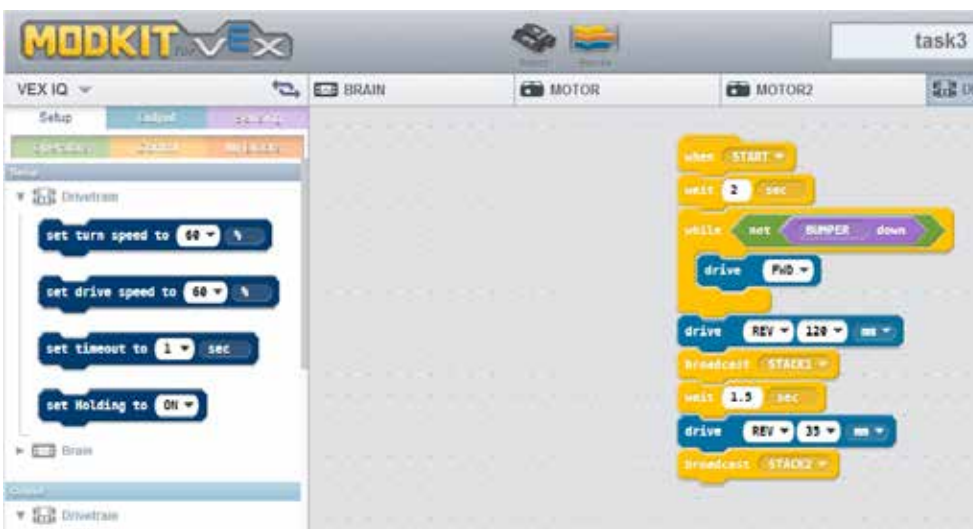 MODKIT for VEX
task3
VEX IQ
BRAIN
MOTOR
MOTOR2
Setup
Output
Drivetrain
set turn speed to 60 %
set drive speed to 60 %
set timeout to 1 sec
set Holding to ON
Brain
Drivetrain
when START
wait 2 sec
while not BUMPER down
drive FWD
drive REV 120 mm
broadcast STACK1
wait 1.5 sec
drive REV 35 mm
broadcast STACK2